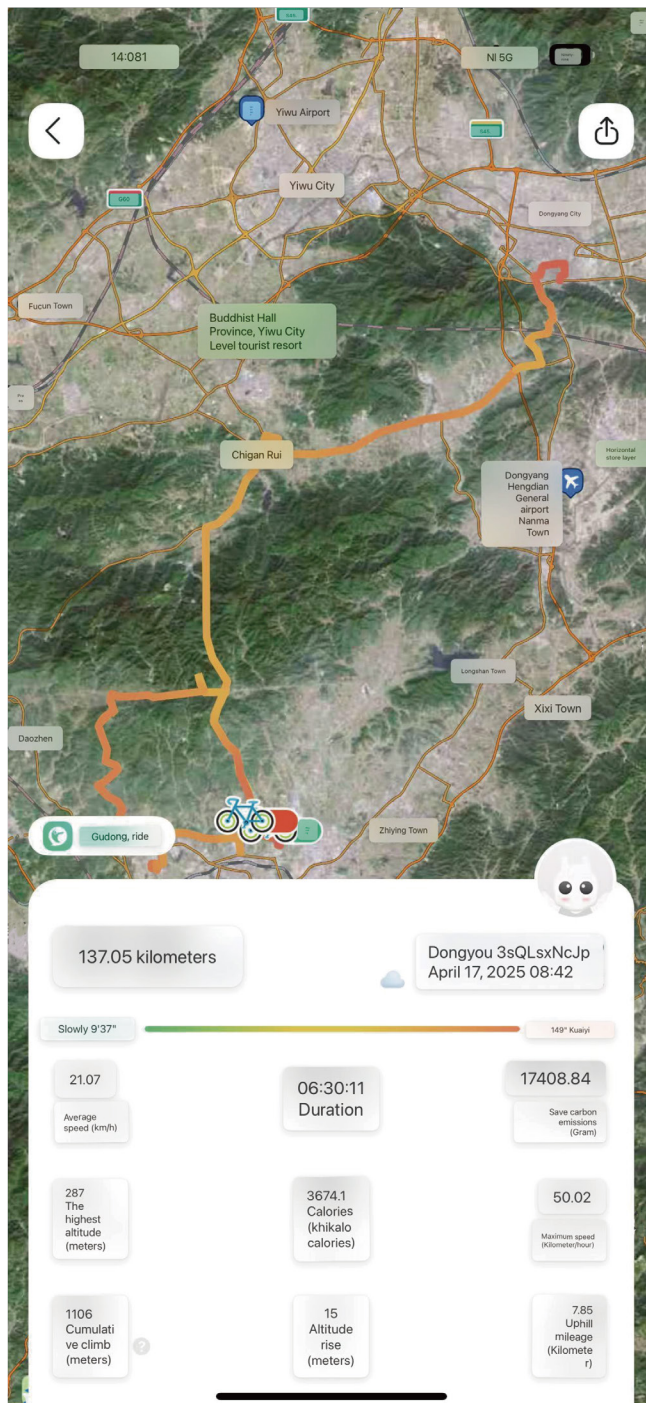 14:081
NI 5G
Yiwu Airport
G45
Yiwu City
G60
Dongyang City
Fucun Town
Buddhist Hall
Province, Yiwu City
Level tourist resort
Chigan Rui
Horizontal
store layer
Dongyang
Hengdian
General
airport
Nanma
Town
Longshan Town
Xixi Town
Daozhen
Zhiying Town
Gudong, ride
137.05 kilometers
Dongyou 3sQLsxNcJp
April 17, 2025 08:42
Slowly 9'37"
149" Kuaiyi
21.07
Average
speed (km/h)
06:30:11
Duration
17408.84
Save carbon
emissions
(Gram)
287
The
highest
altitude
(meters)
3674.1
Calories
(khikalo
calories)
50.02
Maximum speed
(Kilometer/hour)
1106
Cumulati
ve climb
(meters)
?
15
Altitude
rise
(meters)
7.85
Uphill
mileage
(Kilomete
r)